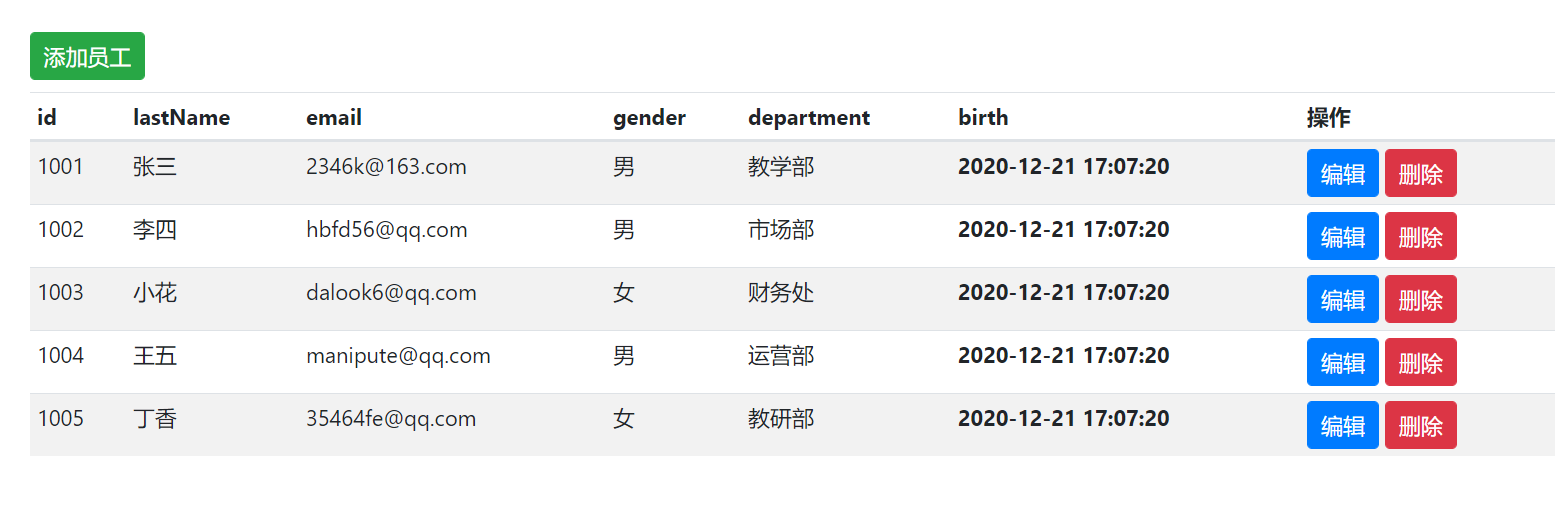 添加员工
id lastName email gender department birth 操作
1001 张三 2346k@163.com 男 教学部 2020-12-21 17:07:20 编辑 删除
1002 李四 hbfd56@qq.com 男 市场部 2020-12-21 17:07:20 编辑 删除
1003 小花 dalook6@qq.com 女 财务处 2020-12-21 17:07:20 编辑 删除
1004 王五 manipute@qq.com 男 运营部 2020-12-21 17:07:20 编辑 删除
1005 丁香 35464fe@qq.com 女 教研部 2020-12-21 17:07:20 编辑 删除